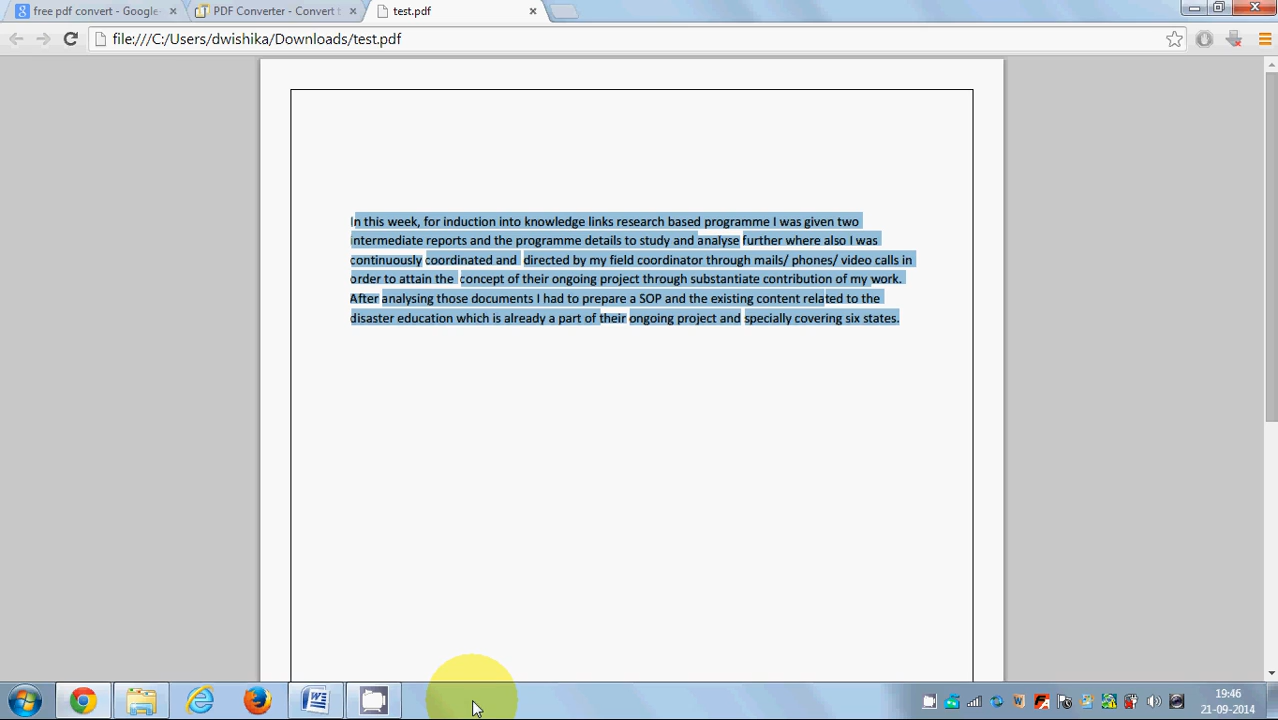 free pdf convert - Google-
PDF Converter - Convert t
test.pdf
file:///C:/Users/dwishika/Downloads/test.pdf
In this week, for induction into knowledge links research based programme I was given two
intermediate reports and the programme details to study and analyse further where also I was
continuously coordinated and directed by my field coordinator through mails/ phones/ video calls in
order to attain the concept of their ongoing project through substantiate contribution of my work.
After analysing those documents I had to prepare a SOP and the existing content related to the
disaster education which is already a part of their ongoing project and specially covering six states.
19:46
21-09-2014